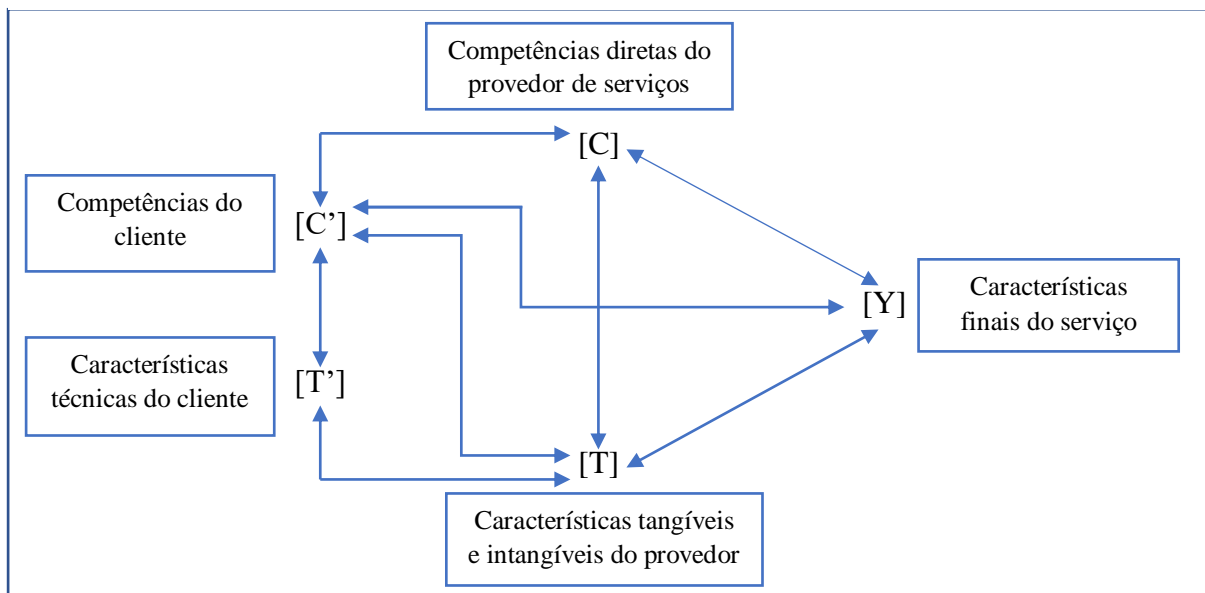 Competências diretas do
provedor de serviços
[C]
Competências do
cliente
[C’]
[Y]
Características
finais do serviço
Características
técnicas do cliente
[T’]
[T]
Características tangíveis
e intangíveis do provedor